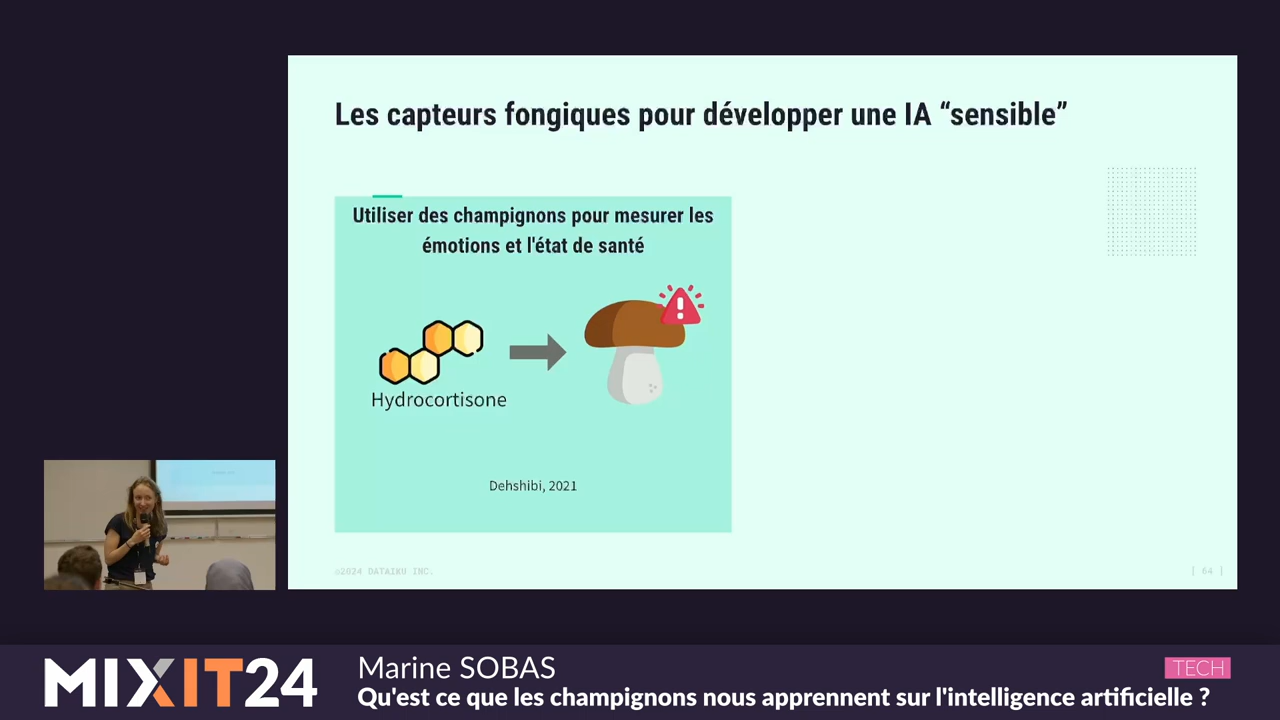 Les capteurs fongiques pour développer une IA “sensible”
Utiliser des champignons pour mesurer les
émotions et l'état de santé
Hydrocortisone
Dehshibi, 2021
©2024 DATAIKU INC.
| 64 |
MIXIT24
Marine SOBAS
TECH
Qu'est ce que les champignons nous apprennent sur l'intelligence artificielle ?